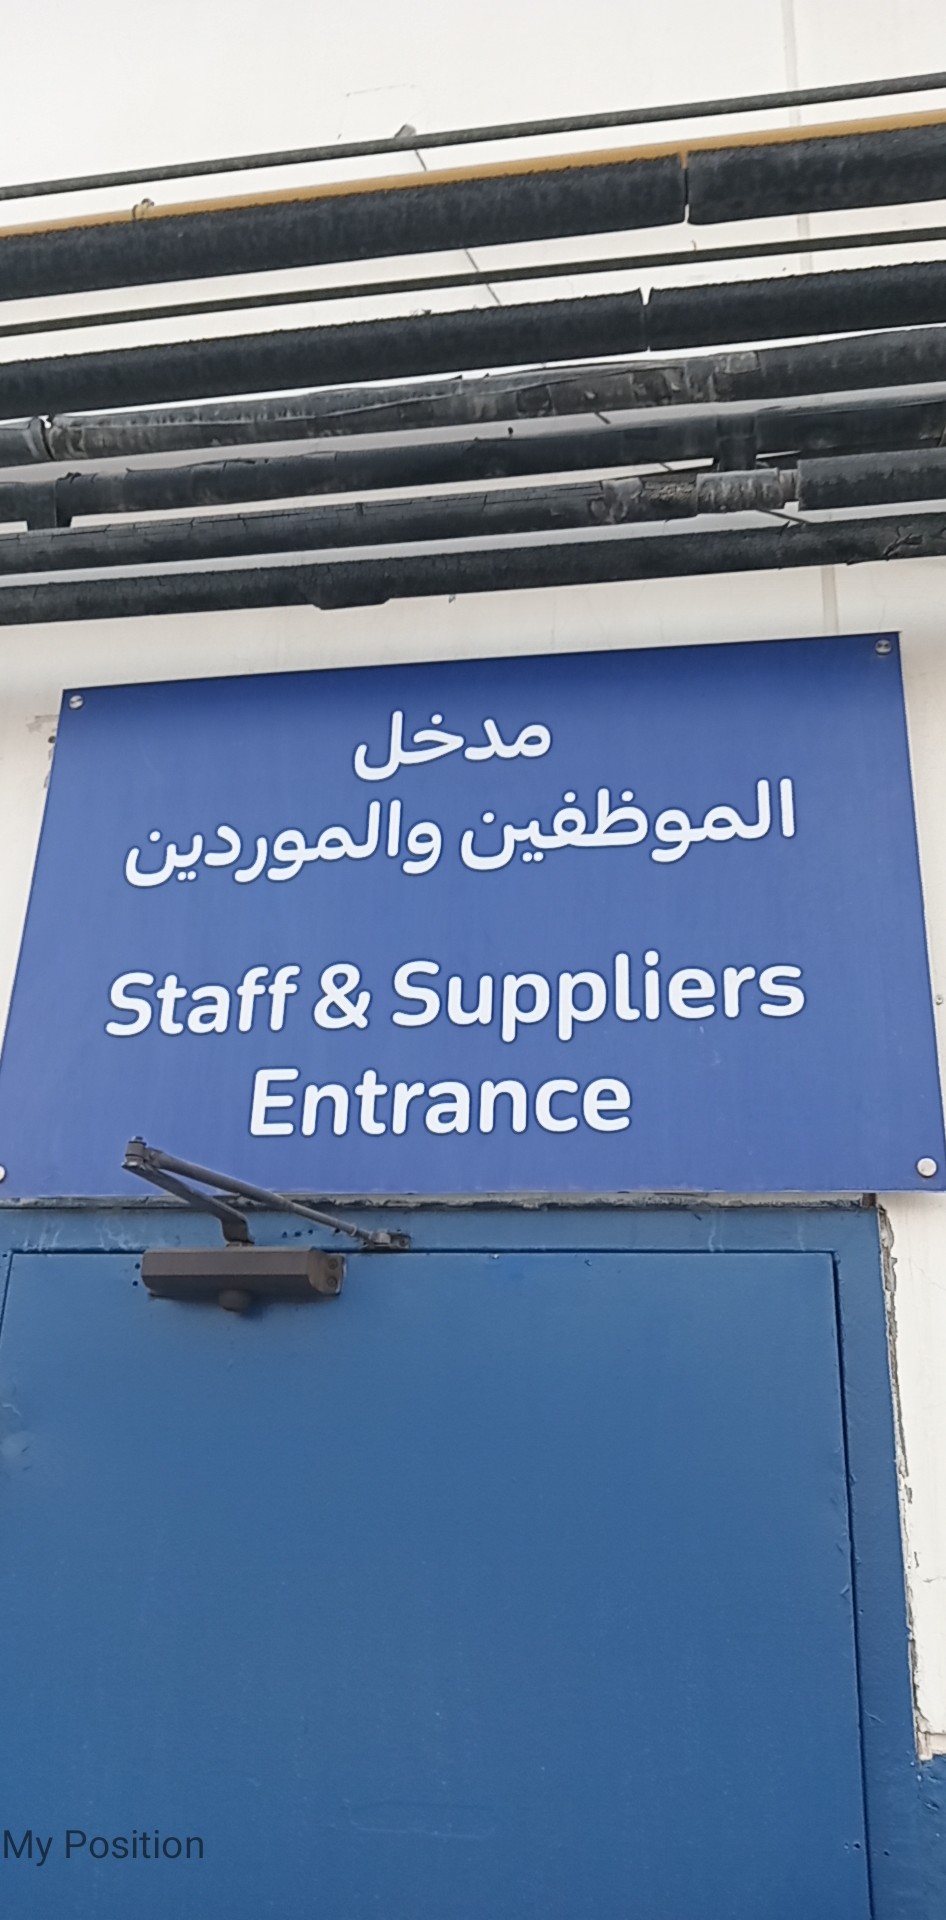 مدخل
الموظفين والموردين
Staff & Suppliers
Entrance
My Position